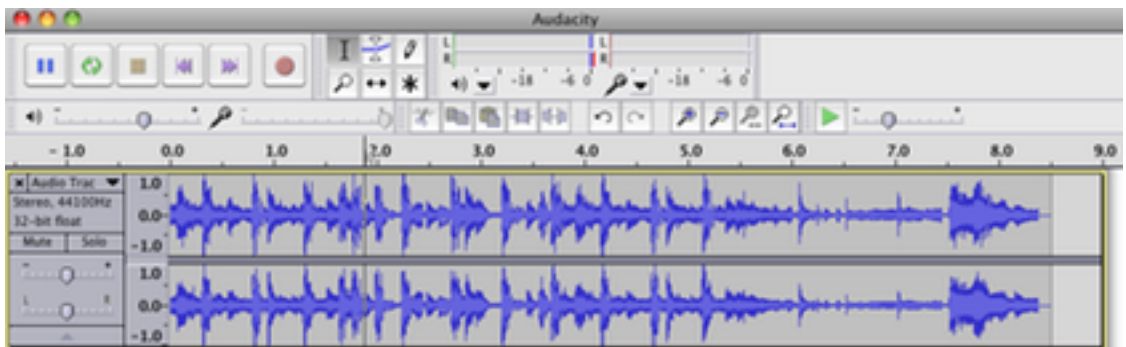 Audacity
L
R
L
R
-18 -6 0
-18 -6 0
- 1.0 0.0 1.0 2.0 3.0 4.0 5.0 6.0 7.0 8.0 9.0
Audio Trac
Stereo, 44100Hz
32-bit float
Mute Solo
1.0
0.0
-1.0
- +
L R
1.0
0.0
-1.0